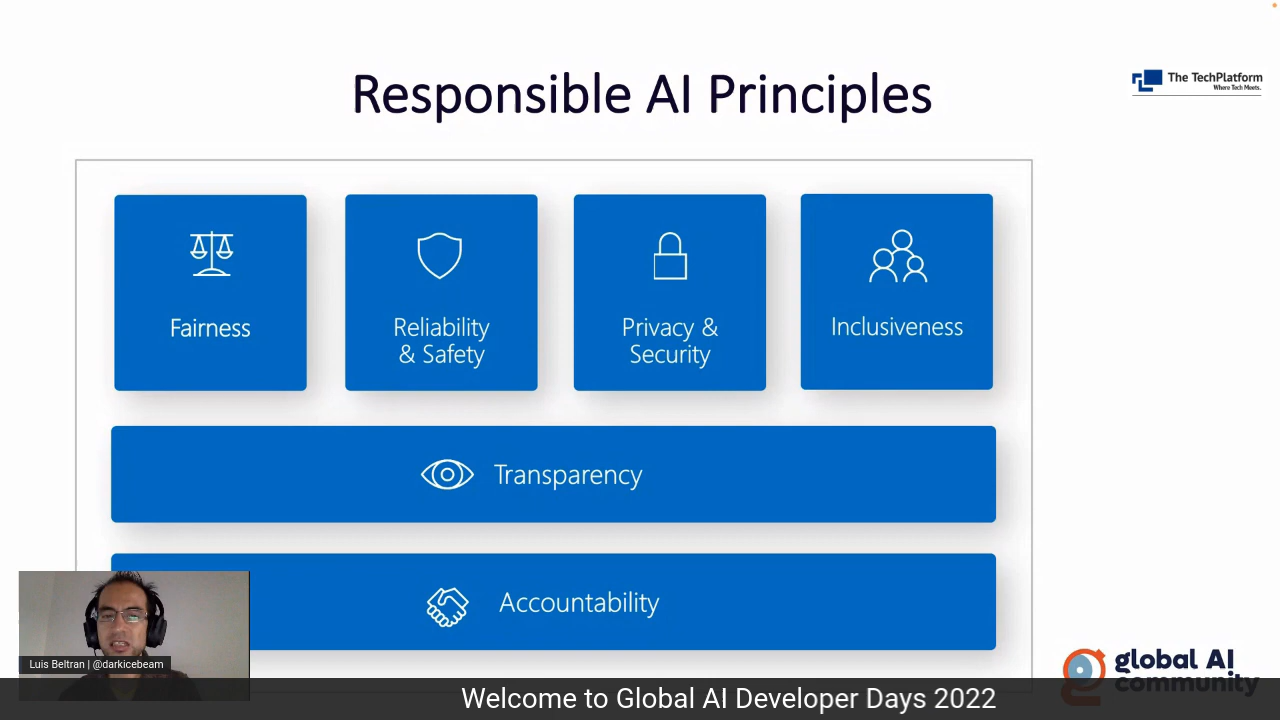 Responsible AI Principles
The TechPlatform
Where Tech Meets.
Fairness
Reliability
& Safety
Privacy &
Security
Inclusiveness
Transparency
Accountability
Luis Beltran | @darkicebeam
global AI
community
Welcome to Global AI Developer Days 2022